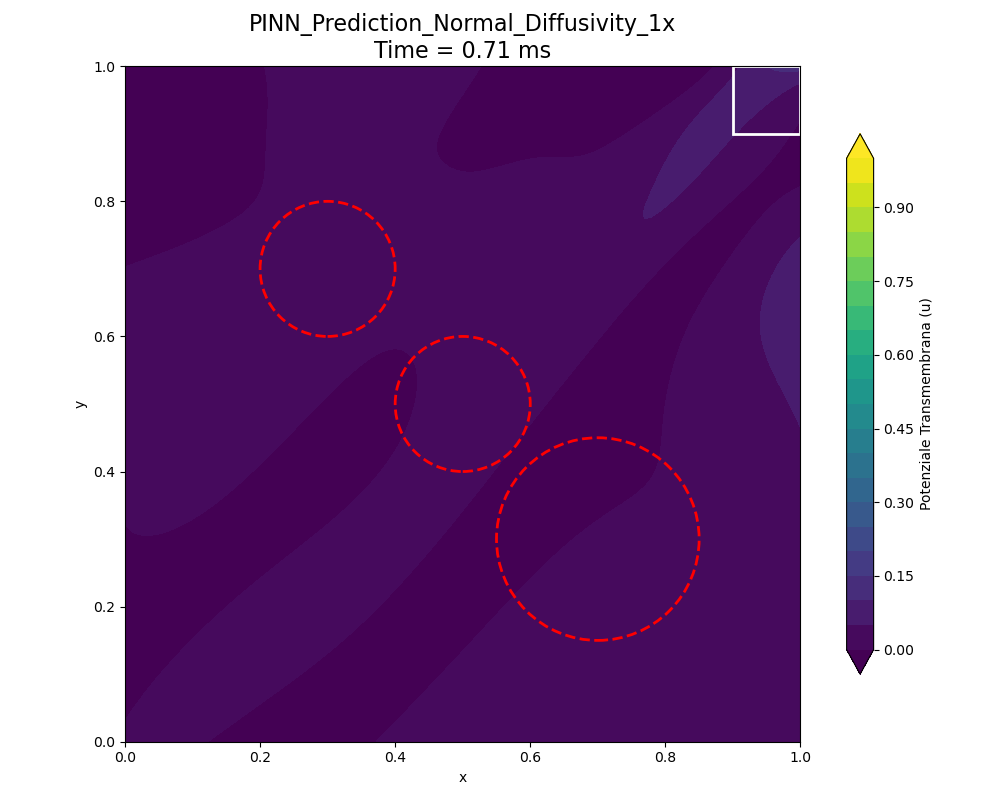 PINN_Prediction_Normal_Diffusivity_1x
Time = 0.71 ms
1.0
0.8
0.6
0.4
0.2
0.0
y
0.0 0.2 0.4 0.6 0.8 1.0
x
0.90
0.75
0.60
0.45
0.30
0.15
0.00
Potenziale Transmembrana (u)